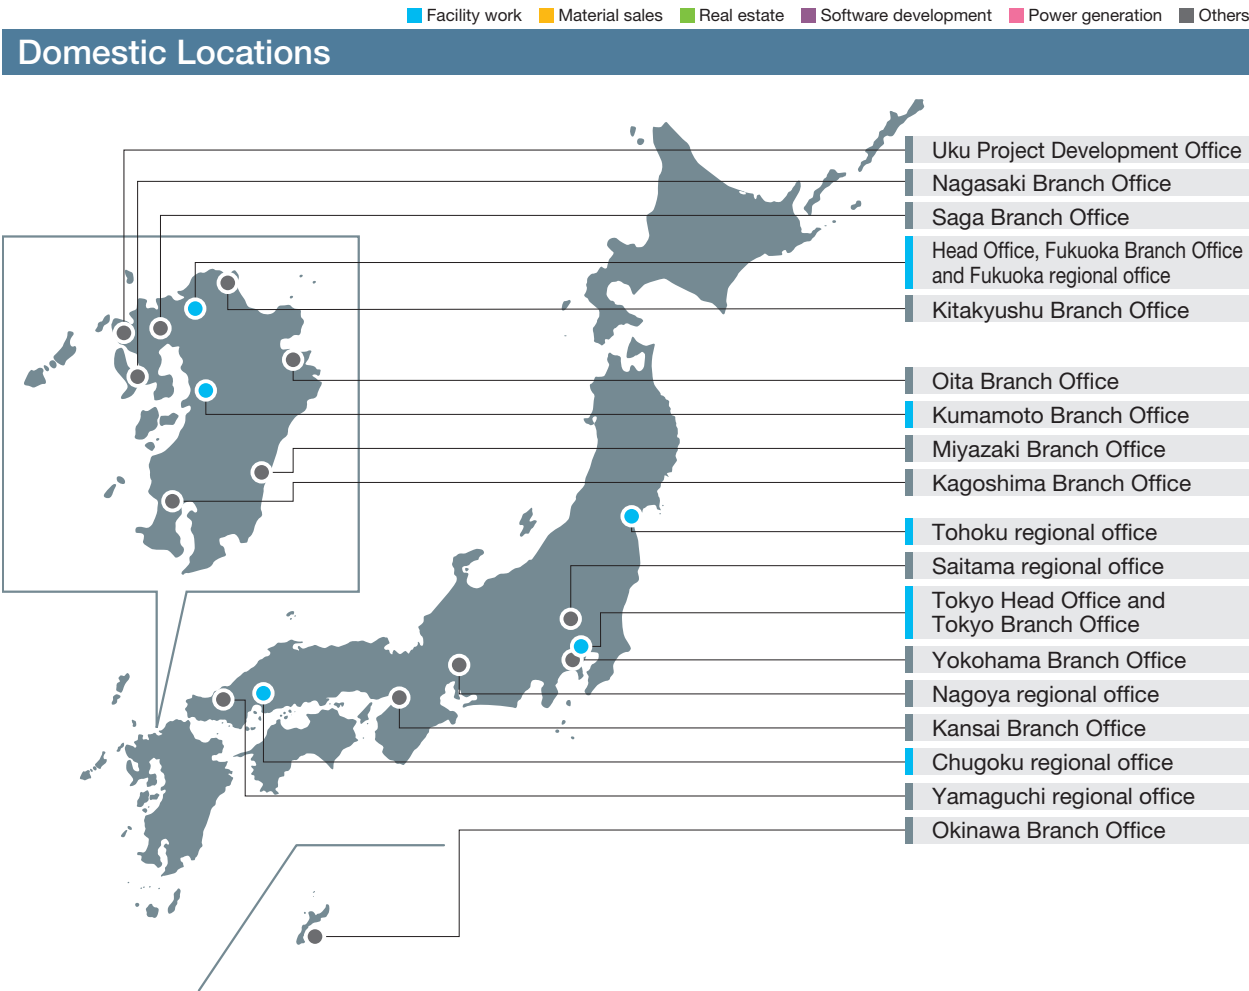 Facility work Material sales Real estate Software development Power generation Others
Domestic Locations
Uku Project Development Office
Nagasaki Branch Office
Saga Branch Office
Head Office, Fukuoka Branch Office
and Fukuoka regional office
Kitakyushu Branch Office
Oita Branch Office
Kumamoto Branch Office
Miyazaki Branch Office
Kagoshima Branch Office
Tohoku regional office
Saitama regional office
Tokyo Head Office and
Tokyo Branch Office
Yokohama Branch Office
Nagoya regional office
Kansai Branch Office
Chugoku regional office
Yamaguchi regional office
Okinawa Branch Office